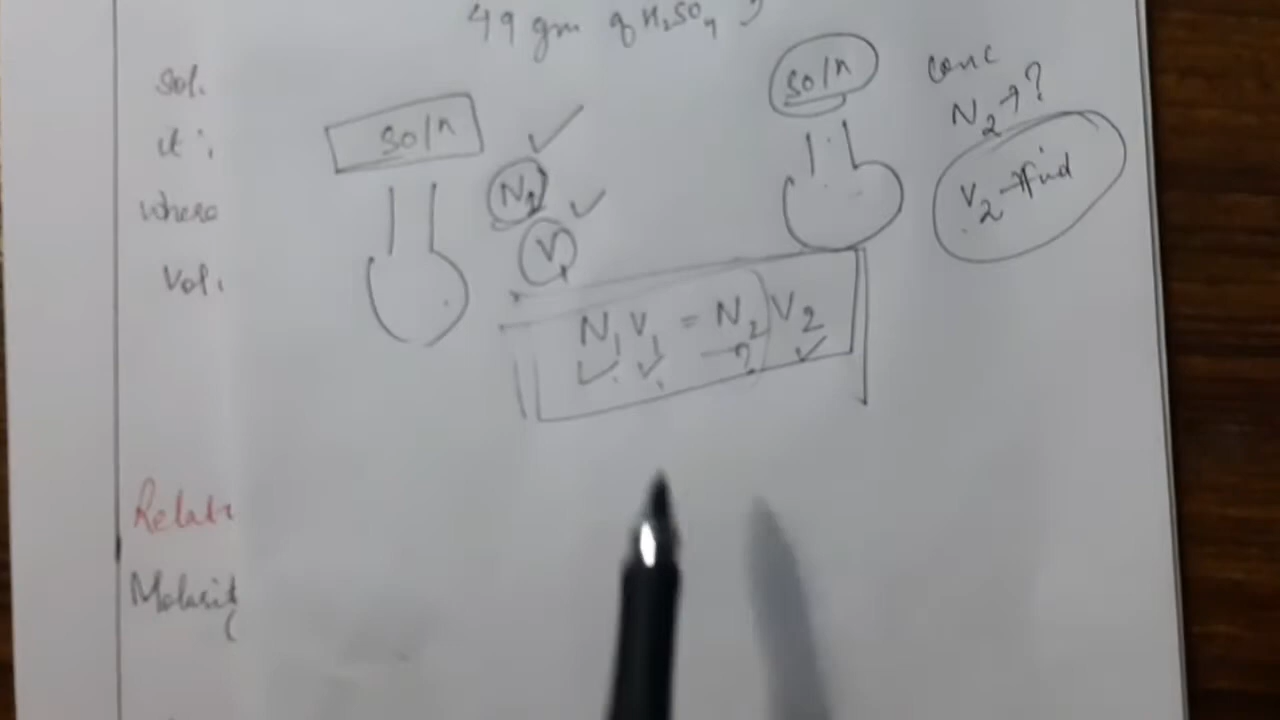 49 gm of H₂SO₄
sol.
it
where
Vol.
soln
N₁
V₁
soln
conc
N₂ → ?
V₂ → find
N₁V₁ = N₂V₂
?
Relat
Molarit
(